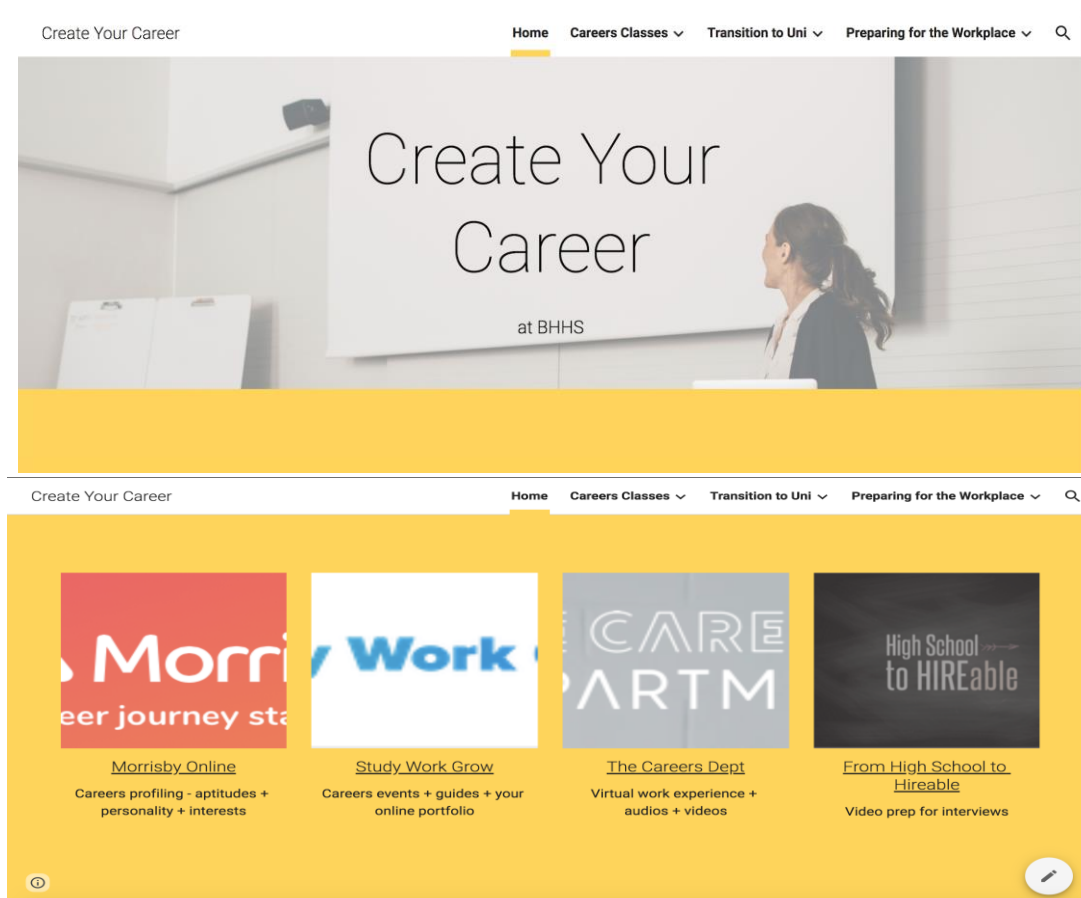 Create Your Career
Home Careers Classes Transition to Uni Preparing for the Workplace
Create Your
Career
at BHHS
Create Your Career
Home Careers Classes Transition to Uni Preparing for the Workplace
Morri
eer journey sta
y Work
E CARE
PARTM
High School
to HIREable
Morrisby Online
Careers profiling - aptitudes +
personality + interests
Study Work Grow
Careers events + guides + your
online portfolio
The Careers Dept
Virtual work experience +
audios + videos
From High School to
Hireable
Video prep for interviews